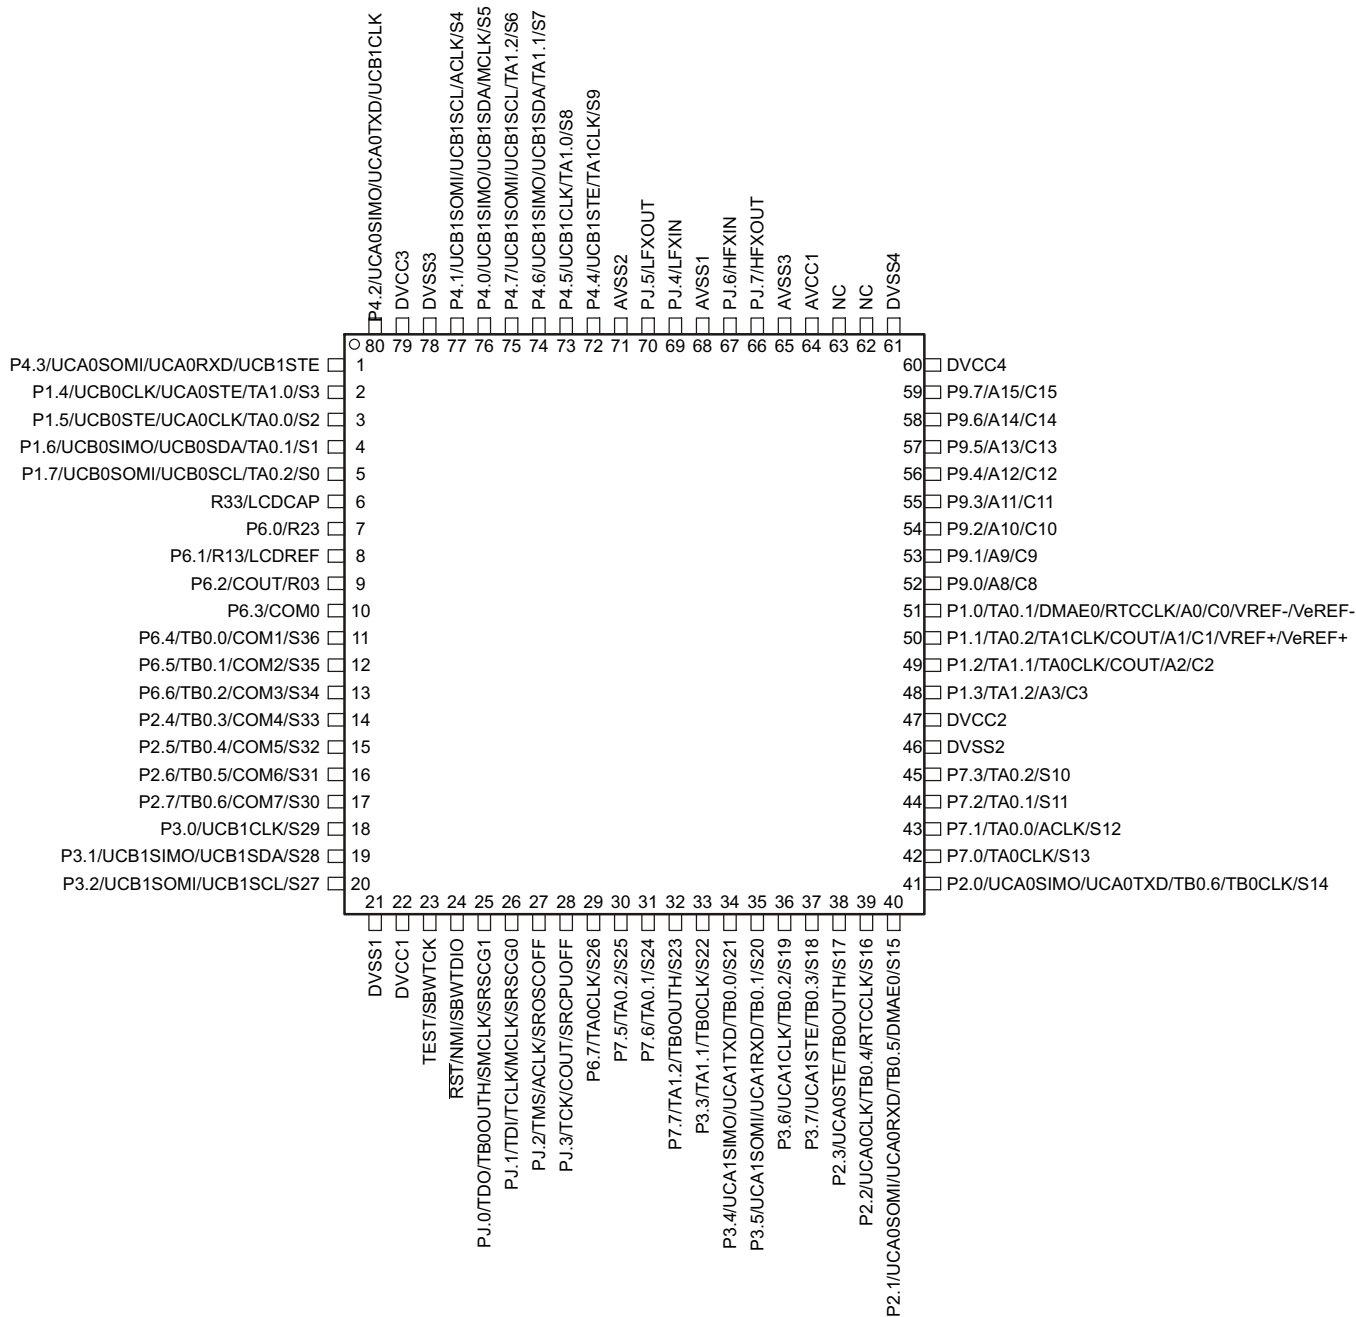 P4.2/UCA0SIMO/UCA0TXD/UCB1CLK
DVCC3
DVSS3
P4.1/UCB1SOMI/UCB1SCL/ACLK/S4
P4.0/UCB1SIMO/UCB1SDA/MCLK/S5
P4.7/UCB1SOMI/UCB1SCL/TA1.2/S6
P4.6/UCB1SIMO/UCB1SDA/TA1.1/S7
P4.5/UCB1CLK/TA1.0/S8
P4.4/UCB1STE/TA1CLK/S9
AVSS2
PJ.5/LFXOUT
PJ.4/LFXIN
AVSS1
PJ.6/HFXIN
PJ.7/HFXOUT
AVSS3
AVCC1
NC
NC
DVSS4
80 79 78 77 76 75 74 73 72 71 70 69 68 67 66 65 64 63 62 61
P4.3/UCA0SOMI/UCA0RXD/UCB1STE 1
P1.4/UCB0CLK/UCA0STE/TA1.0/S3 2
P1.5/UCB0STE/UCA0CLK/TA0.0/S2 3
P1.6/UCB0SIMO/UCB0SDA/TA0.1/S1 4
P1.7/UCB0SOMI/UCB0SCL/TA0.2/S0 5
R33/LCDCAP 6
P6.0/R23 7
P6.1/R13/LCDREF 8
P6.2/COUT/R03 9
P6.3/COM0 10
P6.4/TB0.0/COM1/S36 11
P6.5/TB0.1/COM2/S35 12
P6.6/TB0.2/COM3/S34 13
P2.4/TB0.3/COM4/S33 14
P2.5/TB0.4/COM5/S32 15
P2.6/TB0.5/COM6/S31 16
P2.7/TB0.6/COM7/S30 17
P3.0/UCB1CLK/S29 18
P3.1/UCB1SIMO/UCB1SDA/S28 19
P3.2/UCB1SOMI/UCB1SCL/S27 20
60 DVCC4
59 P9.7/A15/C15
58 P9.6/A14/C14
57 P9.5/A13/C13
56 P9.4/A12/C12
55 P9.3/A11/C11
54 P9.2/A10/C10
53 P9.1/A9/C9
52 P9.0/A8/C8
51 P1.0/TA0.1/DMAE0/RTCCLK/A0/C0/VREF-/VeREF-
50 P1.1/TA0.2/TA1CLK/COUT/A1/C1/VREF+/VeREF+
49 P1.2/TA1.1/TA0CLK/COUT/A2/C2
48 P1.3/TA1.2/A3/C3
47 DVCC2
46 DVSS2
45 P7.3/TA0.2/S10
44 P7.2/TA0.1/S11
43 P7.1/TA0.0/ACLK/S12
42 P7.0/TA0CLK/S13
41 P2.0/UCA0SIMO/UCA0TXD/TB0.6/TB0CLK/S14
21 22 23 24 25 26 27 28 29 30 31 32 33 34 35 36 37 38 39 40
DVSS1
DVCC1
TEST/SBWTCK
RST/NMI/SBWTDIO
PJ.0/TDO/TB0OUTH/SMCLK/SRSCG1
PJ.1/TDI/TCLK/MCLK/SRSCG0
PJ.2/TMS/ACLK/SROSCOFF
PJ.3/TCK/COUT/SRCPUOFF
P6.7/TA0CLK/S26
P7.5/TA0.2/S25
P7.6/TA0.1/S24
P7.7/TA1.2/TB0OUTH/S23
P3.3/TA1.1/TB0CLK/S22
P3.4/UCA1SIMO/UCA1TXD/TB0.0/S21
P3.5/UCA1SOMI/UCA1RXD/TB0.1/S20
P3.6/UCA1CLK/TB0.2/S19
P3.7/UCA1STE/TB0.3/S18
P2.3/UCA0STE/TB0OUTH/S17
P2.2/UCA0CLK/TB0.4/RTCCLK/S16
P2.1/UCA0SOMI/UCA0RXD/TB0.5/DMAE0/S15